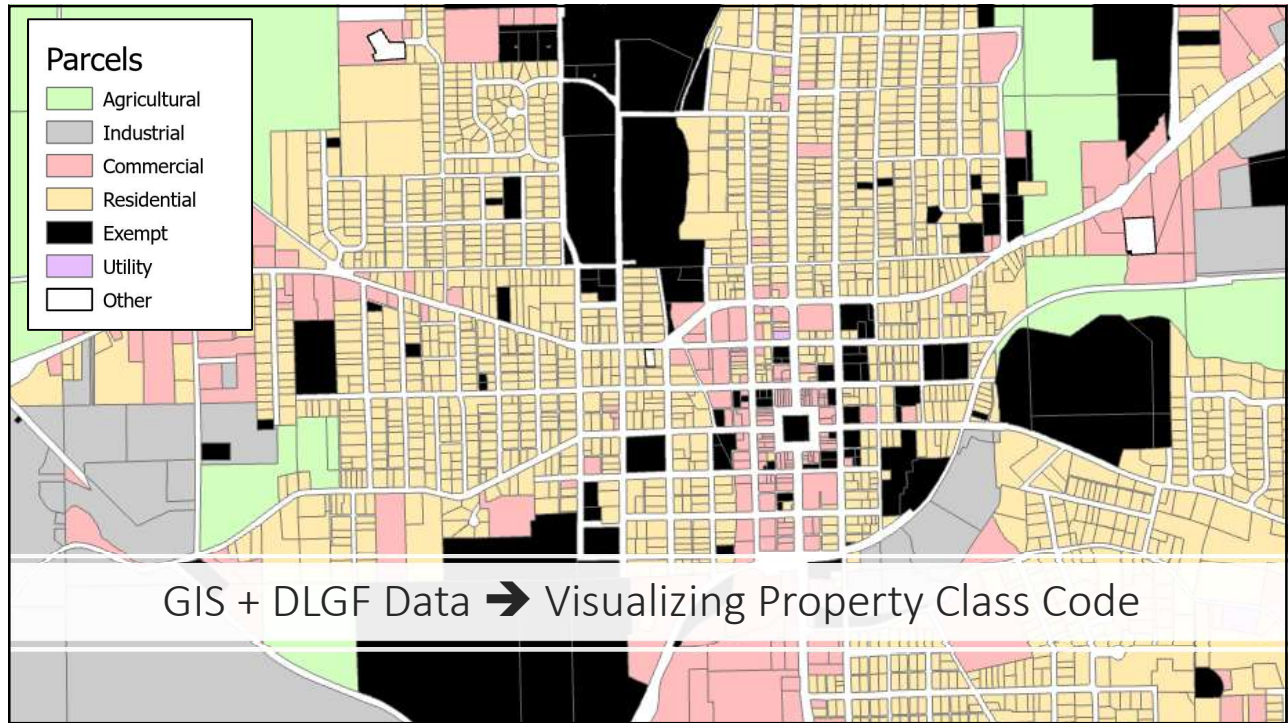 Parcels
Agricultural
Industrial
Commercial
Residential
Exempt
Utility
Other
GIS + DLGF Data ➔ Visualizing Property Class Code